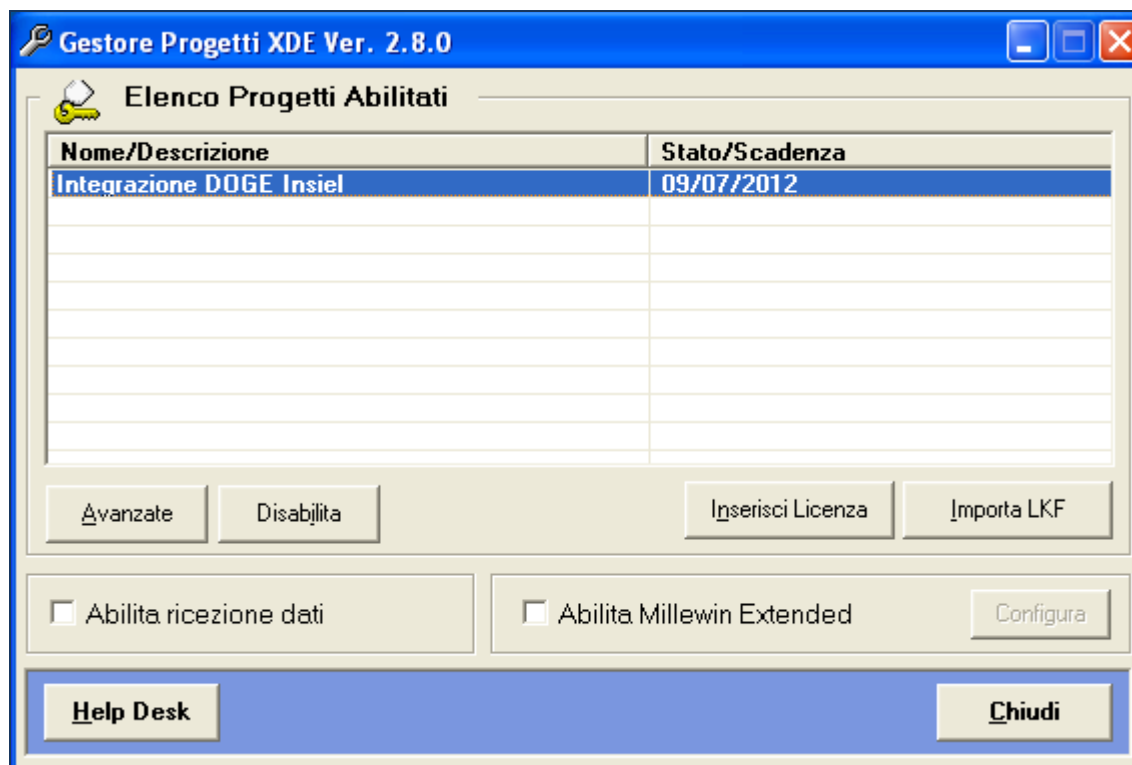 Gestore Progetti XDE Ver. 2.8.0
Elenco Progetti Abilitati
Nome/Descrizione Stato/Scadenza
Integrazione DOGE Insiel 09/07/2012
Avanzate Disabilita Inserisci Licenza Importa LKF
Abilita ricezione dati Abilita Millewin Extended Configura
Help Desk Chiudi